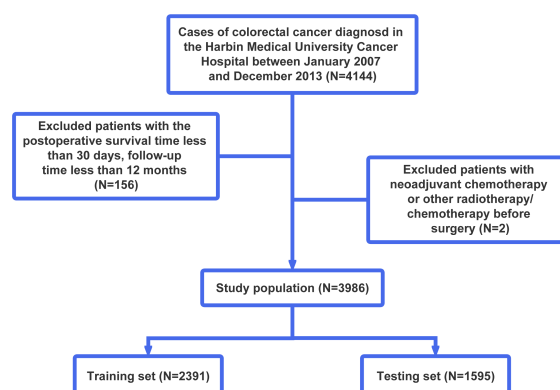 Cases of colorectal cancer diagnosd in
the Harbin Medical University Cancer
Hospital between January 2007
and December 2013 (N=4144)
Excluded patients with the
postoperative survival time less
than 30 days, follow-up
time less than 12 months
(N=156)
Excluded patients with
neoadjuvant chemotherapy
or other radiotherapy/
chemotherapy before
surgery (N=2)
Study population (N=3986)
Training set (N=2391)
Testing set (N=1595)